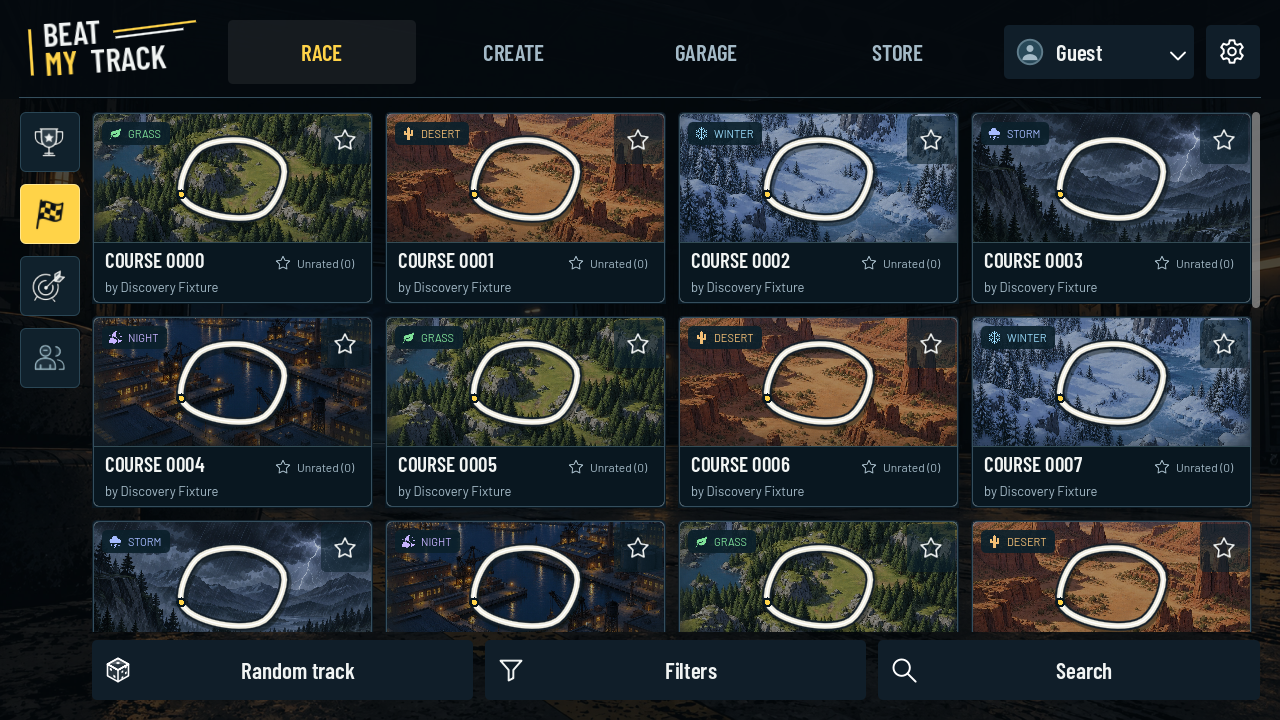 BEAT
MY TRACK
RACE
CREATE
GARAGE
STORE
Guest
GRASS
DESERT
WINTER
STORM
COURSE 0000
Unrated (0)
by Discovery Fixture
COURSE 0001
Unrated (0)
by Discovery Fixture
COURSE 0002
Unrated (0)
by Discovery Fixture
COURSE 0003
Unrated (0)
by Discovery Fixture
NIGHT
GRASS
DESERT
WINTER
COURSE 0004
Unrated (0)
by Discovery Fixture
COURSE 0005
Unrated (0)
by Discovery Fixture
COURSE 0006
Unrated (0)
by Discovery Fixture
COURSE 0007
Unrated (0)
by Discovery Fixture
STORM
NIGHT
GRASS
DESERT
Random track
Filters
Search